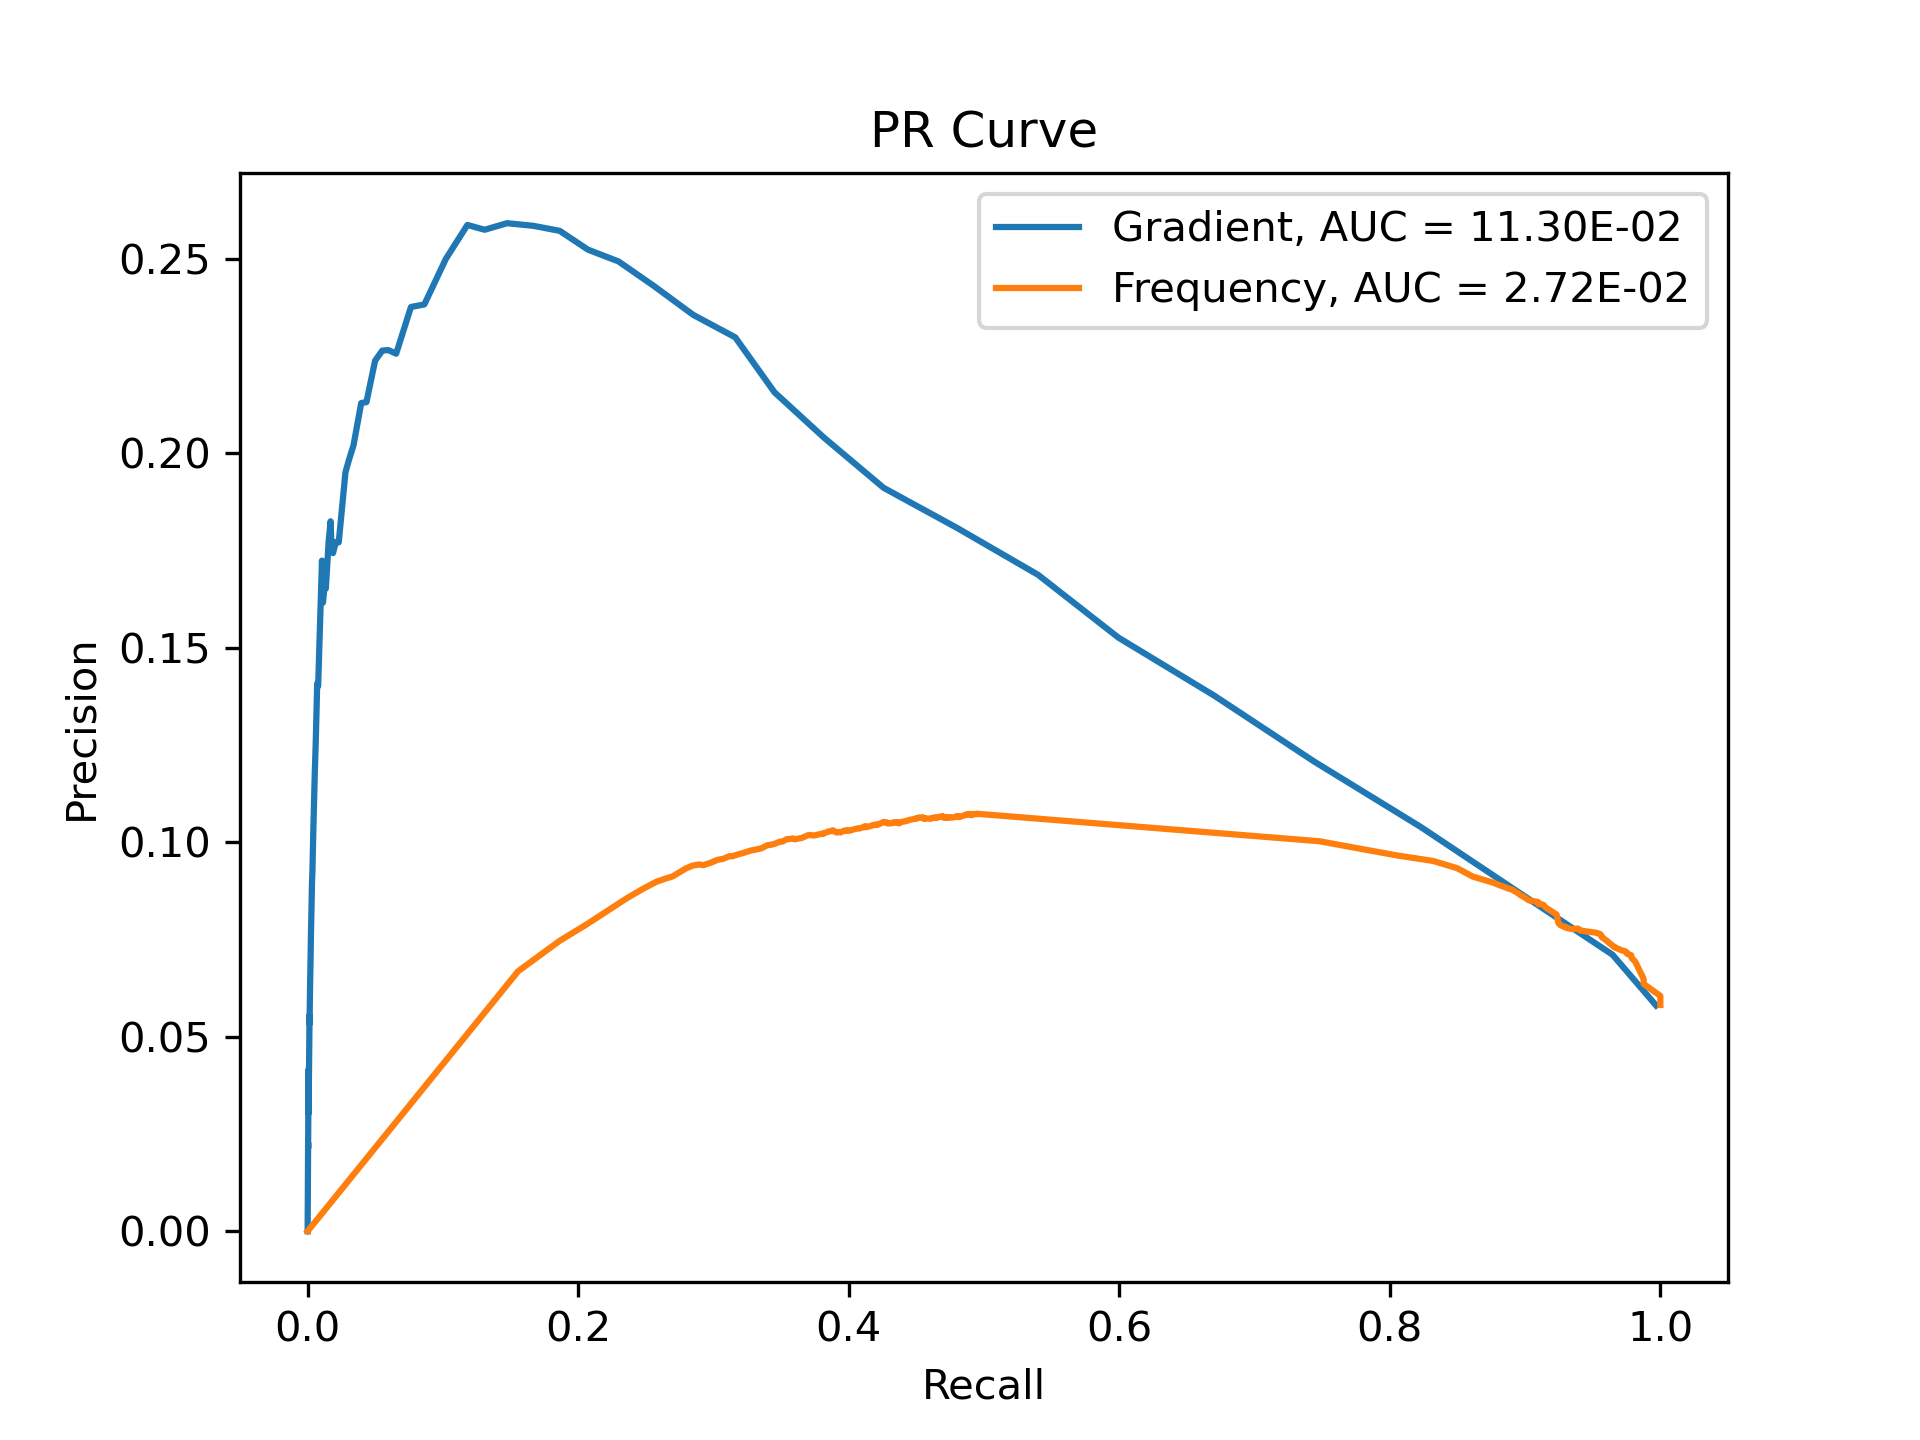 PR Curve
Gradient, AUC = 11.30E-02
Frequency, AUC = 2.72E-02
0.25
0.20
0.15
0.10
0.05
0.00
Precision
0.0 0.2 0.4 0.6 0.8 1.0
Recall